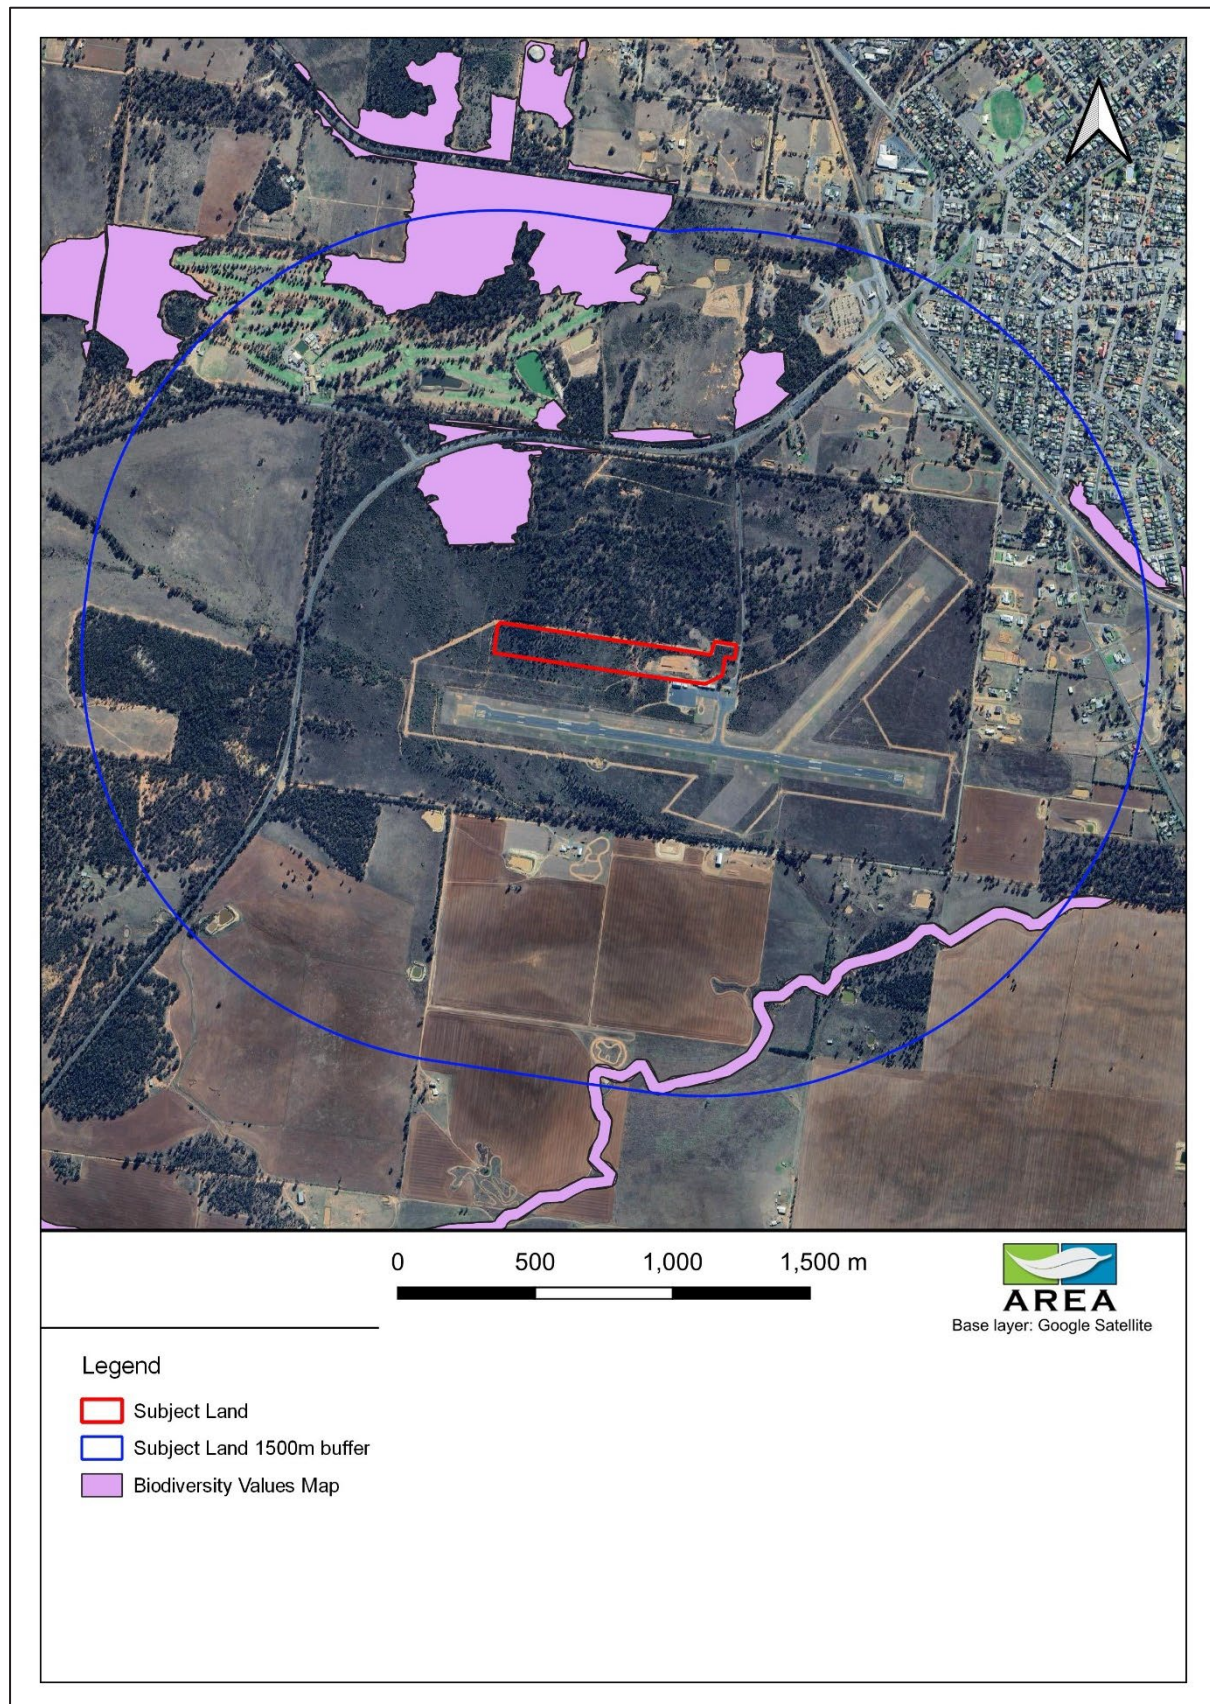 0 500 1,000 1,500 m
AREA
Base layer: Google Satellite
Legend
Subject Land
Subject Land 1500m buffer
Biodiversity Values Map